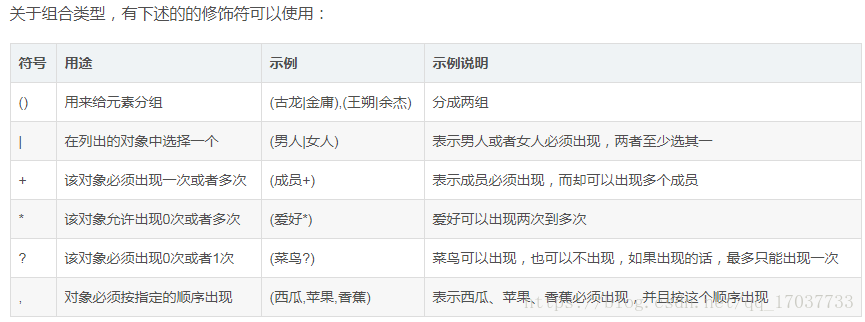 关于组合类型，有下述的的修饰符可以使用：
符号 用途 示例 示例说明
() 用来给元素分组 (古龙|金庸),(王朔|余杰) 分成两组
| 在列出的对象中选择一个 (男人|女人) 表示男人或者女人必须出现，两者至少选其一
+ 该对象必须出现一次或者多次 (成员+) 表示成员必须出现，而却可以出现多个成员
* 该对象允许出现0次或者多次 (爱好*) 爱好可以出现两次到多次
? 该对象必须出现0次或者1次 (菜鸟?) 菜鸟可以出现，也可以不出现，如果出现的话，最多只能出现一次
, 对象必须按指定的顺序出现 (西瓜,苹果,香蕉) 表示西瓜、苹果、香蕉必须出现，并且按这个顺序出现
https://blog.csdn.net/qq_17037733